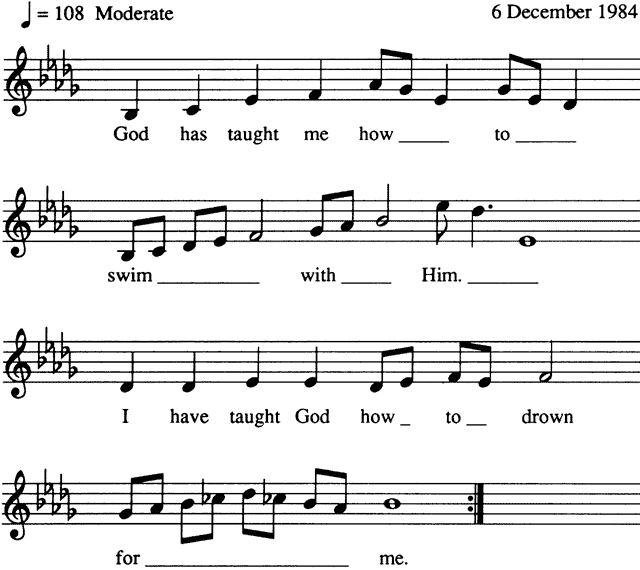 ♩ = 108 Moderate 6 December 1984
God has taught me how _____ to ______
swim __________ with _____ Him. _______
I have taught God how _ to __ drown
for ____________________ me.